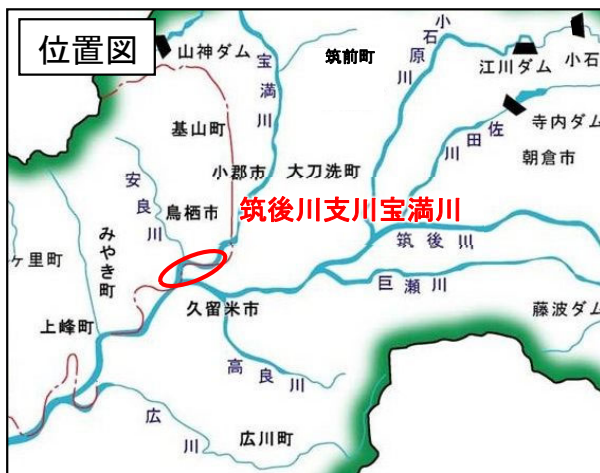 位置図
山神ダム
宝満川
筑前町
小石原川
江川ダム
小石
寺内ダム
佐田川
朝倉市
基山町
小郡市
大刀洗町
安良川
鳥栖市
筑後川支川宝満川
みやき町
ヶ里町
筑後川
巨瀬川
久留米市
上峰町
藤波ダム
高良川
広川
広川町